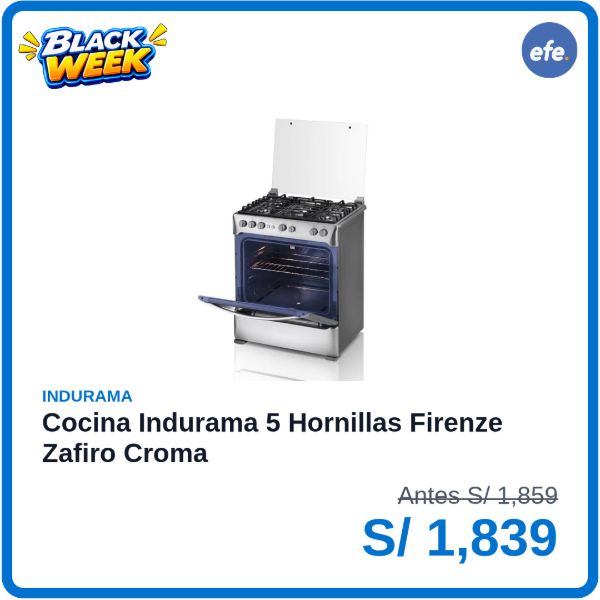 BLACK
WEEK
efe.
INDURAMA
Cocina Indurama 5 Hornillas Firenze
Zafiro Croma
Antes S/ 1,859
S/ 1,839